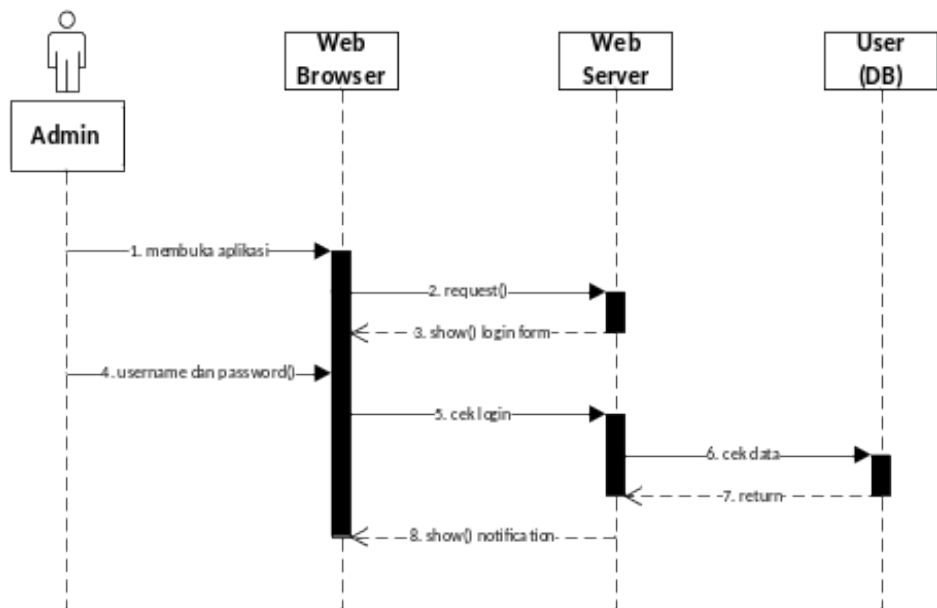 Web
Browser
Web
Server
User
(DB)
Admin
1. membuka aplikasi
2. request()
3. show() login form
4. username dan password()
5. cek login
6. cek data
7. return
8. show() notification